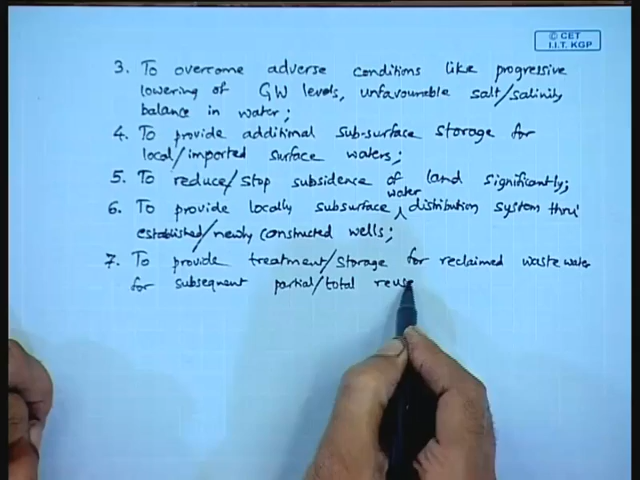 © CET
I.I.T. KGP
3. To overcome adverse conditions like progressive
lowering of GW levels, unfavourable salt/salinity
balance in water;
4. To provide additional sub-surface storage for
local/imported surface waters;
5. To reduce/stop subsidence of land significantly;
6. To provide locally subsurface ^ water distribution system thru'
established/newly constructed wells;
7. To provide treatment/storage for reclaimed waste water
for subsequent partial/total reuse